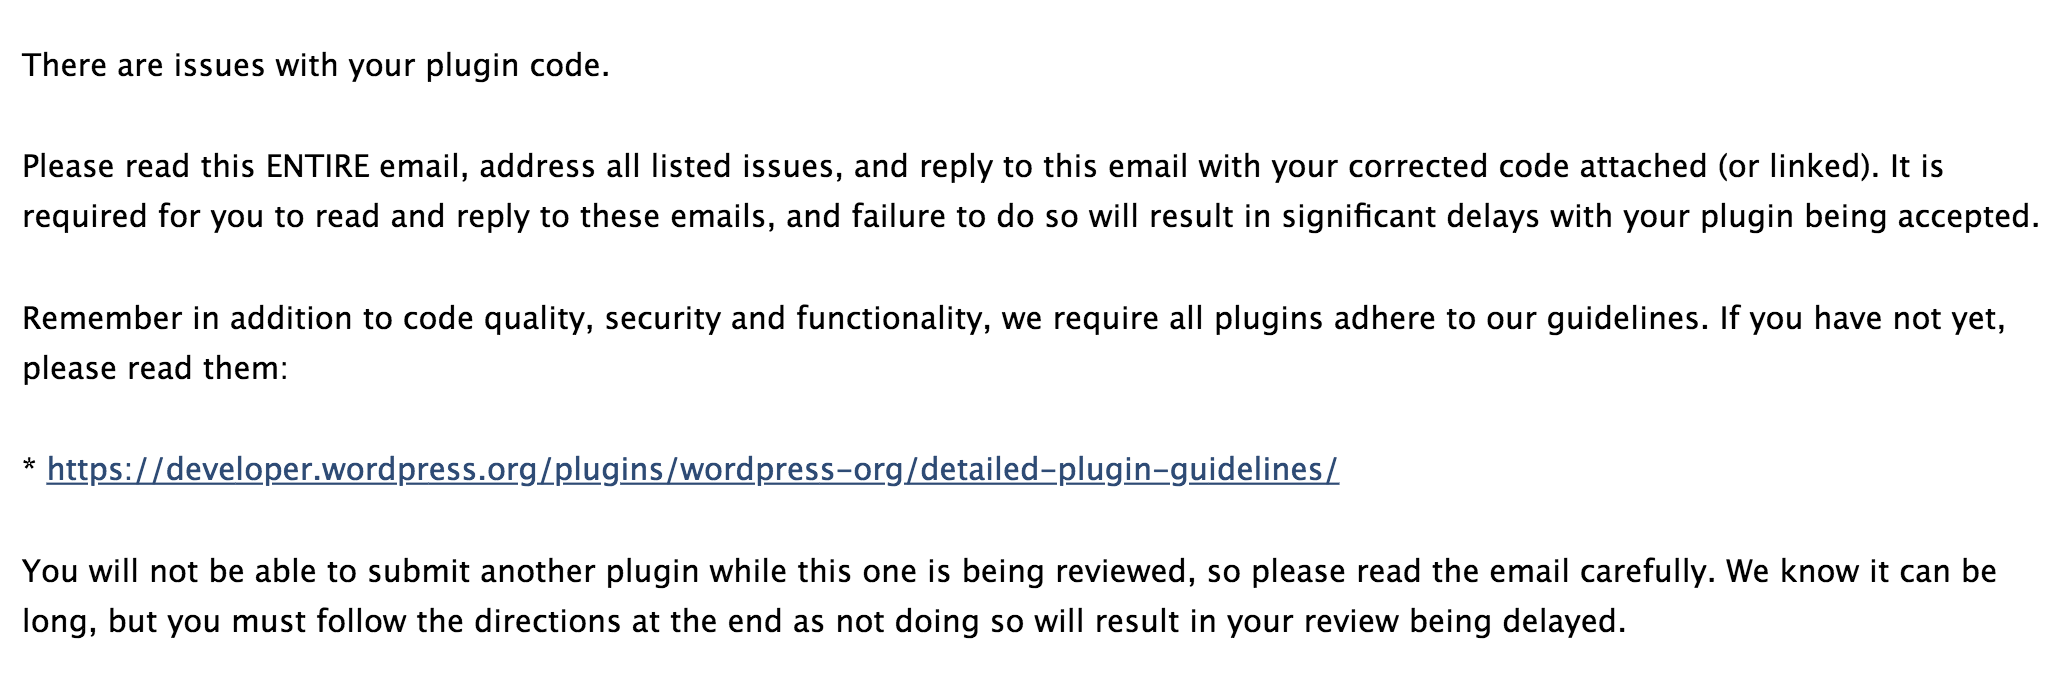 There are issues with your plugin code.
Please read this ENTIRE email, address all listed issues, and reply to this email with your corrected code attached (or linked). It is
required for you to read and reply to these emails, and failure to do so will result in significant delays with your plugin being accepted.
Remember in addition to code quality, security and functionality, we require all plugins adhere to our guidelines. If you have not yet,
please read them:
* https://developer.wordpress.org/plugins/wordpress-org/detailed-plugin-guidelines/
You will not be able to submit another plugin while this one is being reviewed, so please read the email carefully. We know it can be
long, but you must follow the directions at the end as not doing so will result in your review being delayed.